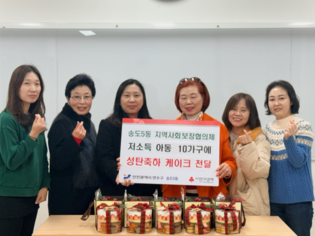 송도5동 지역사회보장협의체
저소득 아동 10가구에
성탄축하 케이크 전달